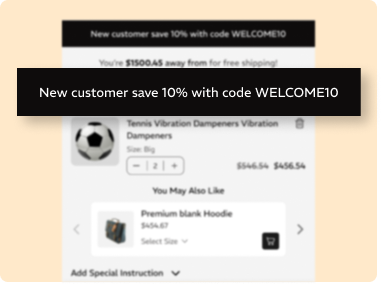 New customer save 10% with code WELCOME10
You're $1500.45 away from for free shipping!
New customer save 10% with code WELCOME10
Tennis Vibration Dampeners Vibration
Dampeners
Size: Big
− 2 +
$546.54 $456.54
You May Also Like
Premium blank Hoodie
$454.67
Select Size
Add Special Instruction